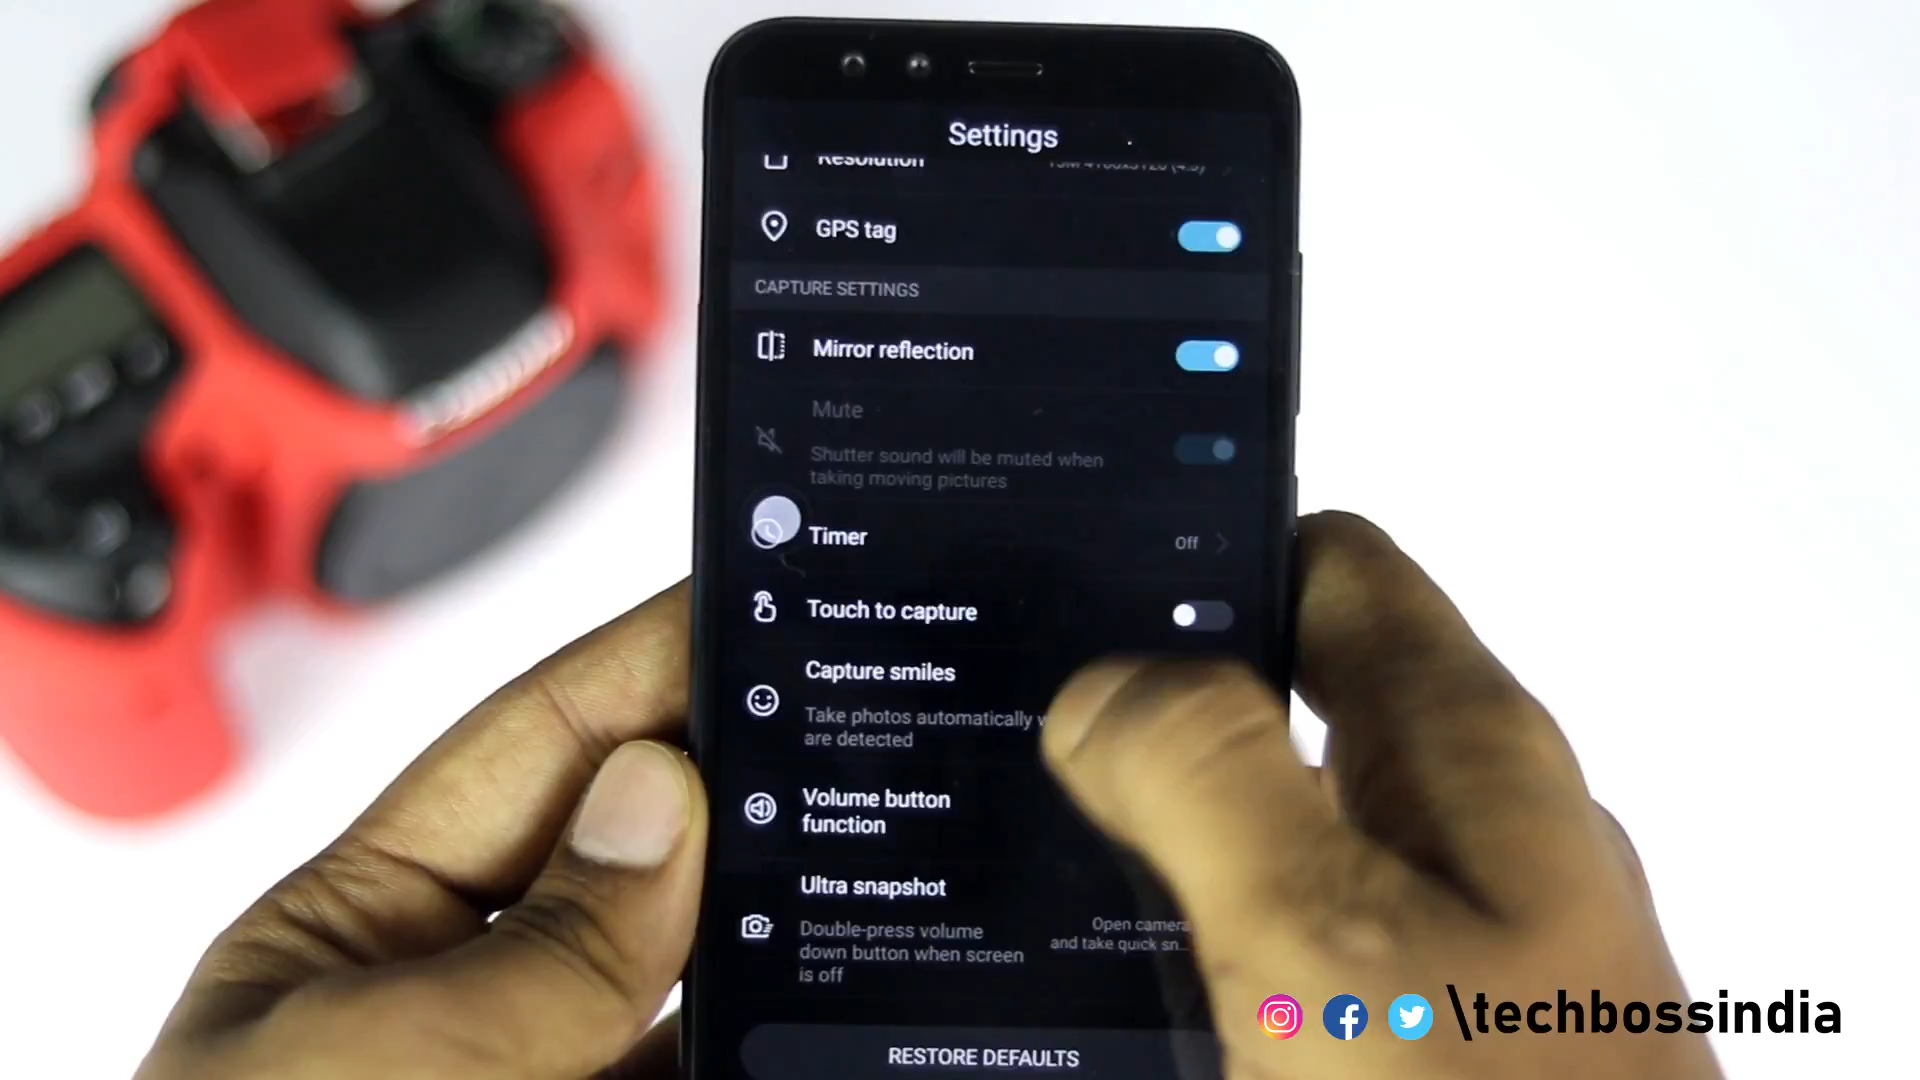 Settings
Resolution
GPS tag
CAPTURE SETTINGS
Mirror reflection
Mute
Shutter sound will be muted when
taking moving pictures
Timer
Off
Touch to capture
Capture smiles
Take photos automatically
are detected
Volume button
function
Ultra snapshot
Double-press volume
down button when screen
is off
Open camera
and take quick sn...
RESTORE DEFAULTS
\techbossindia